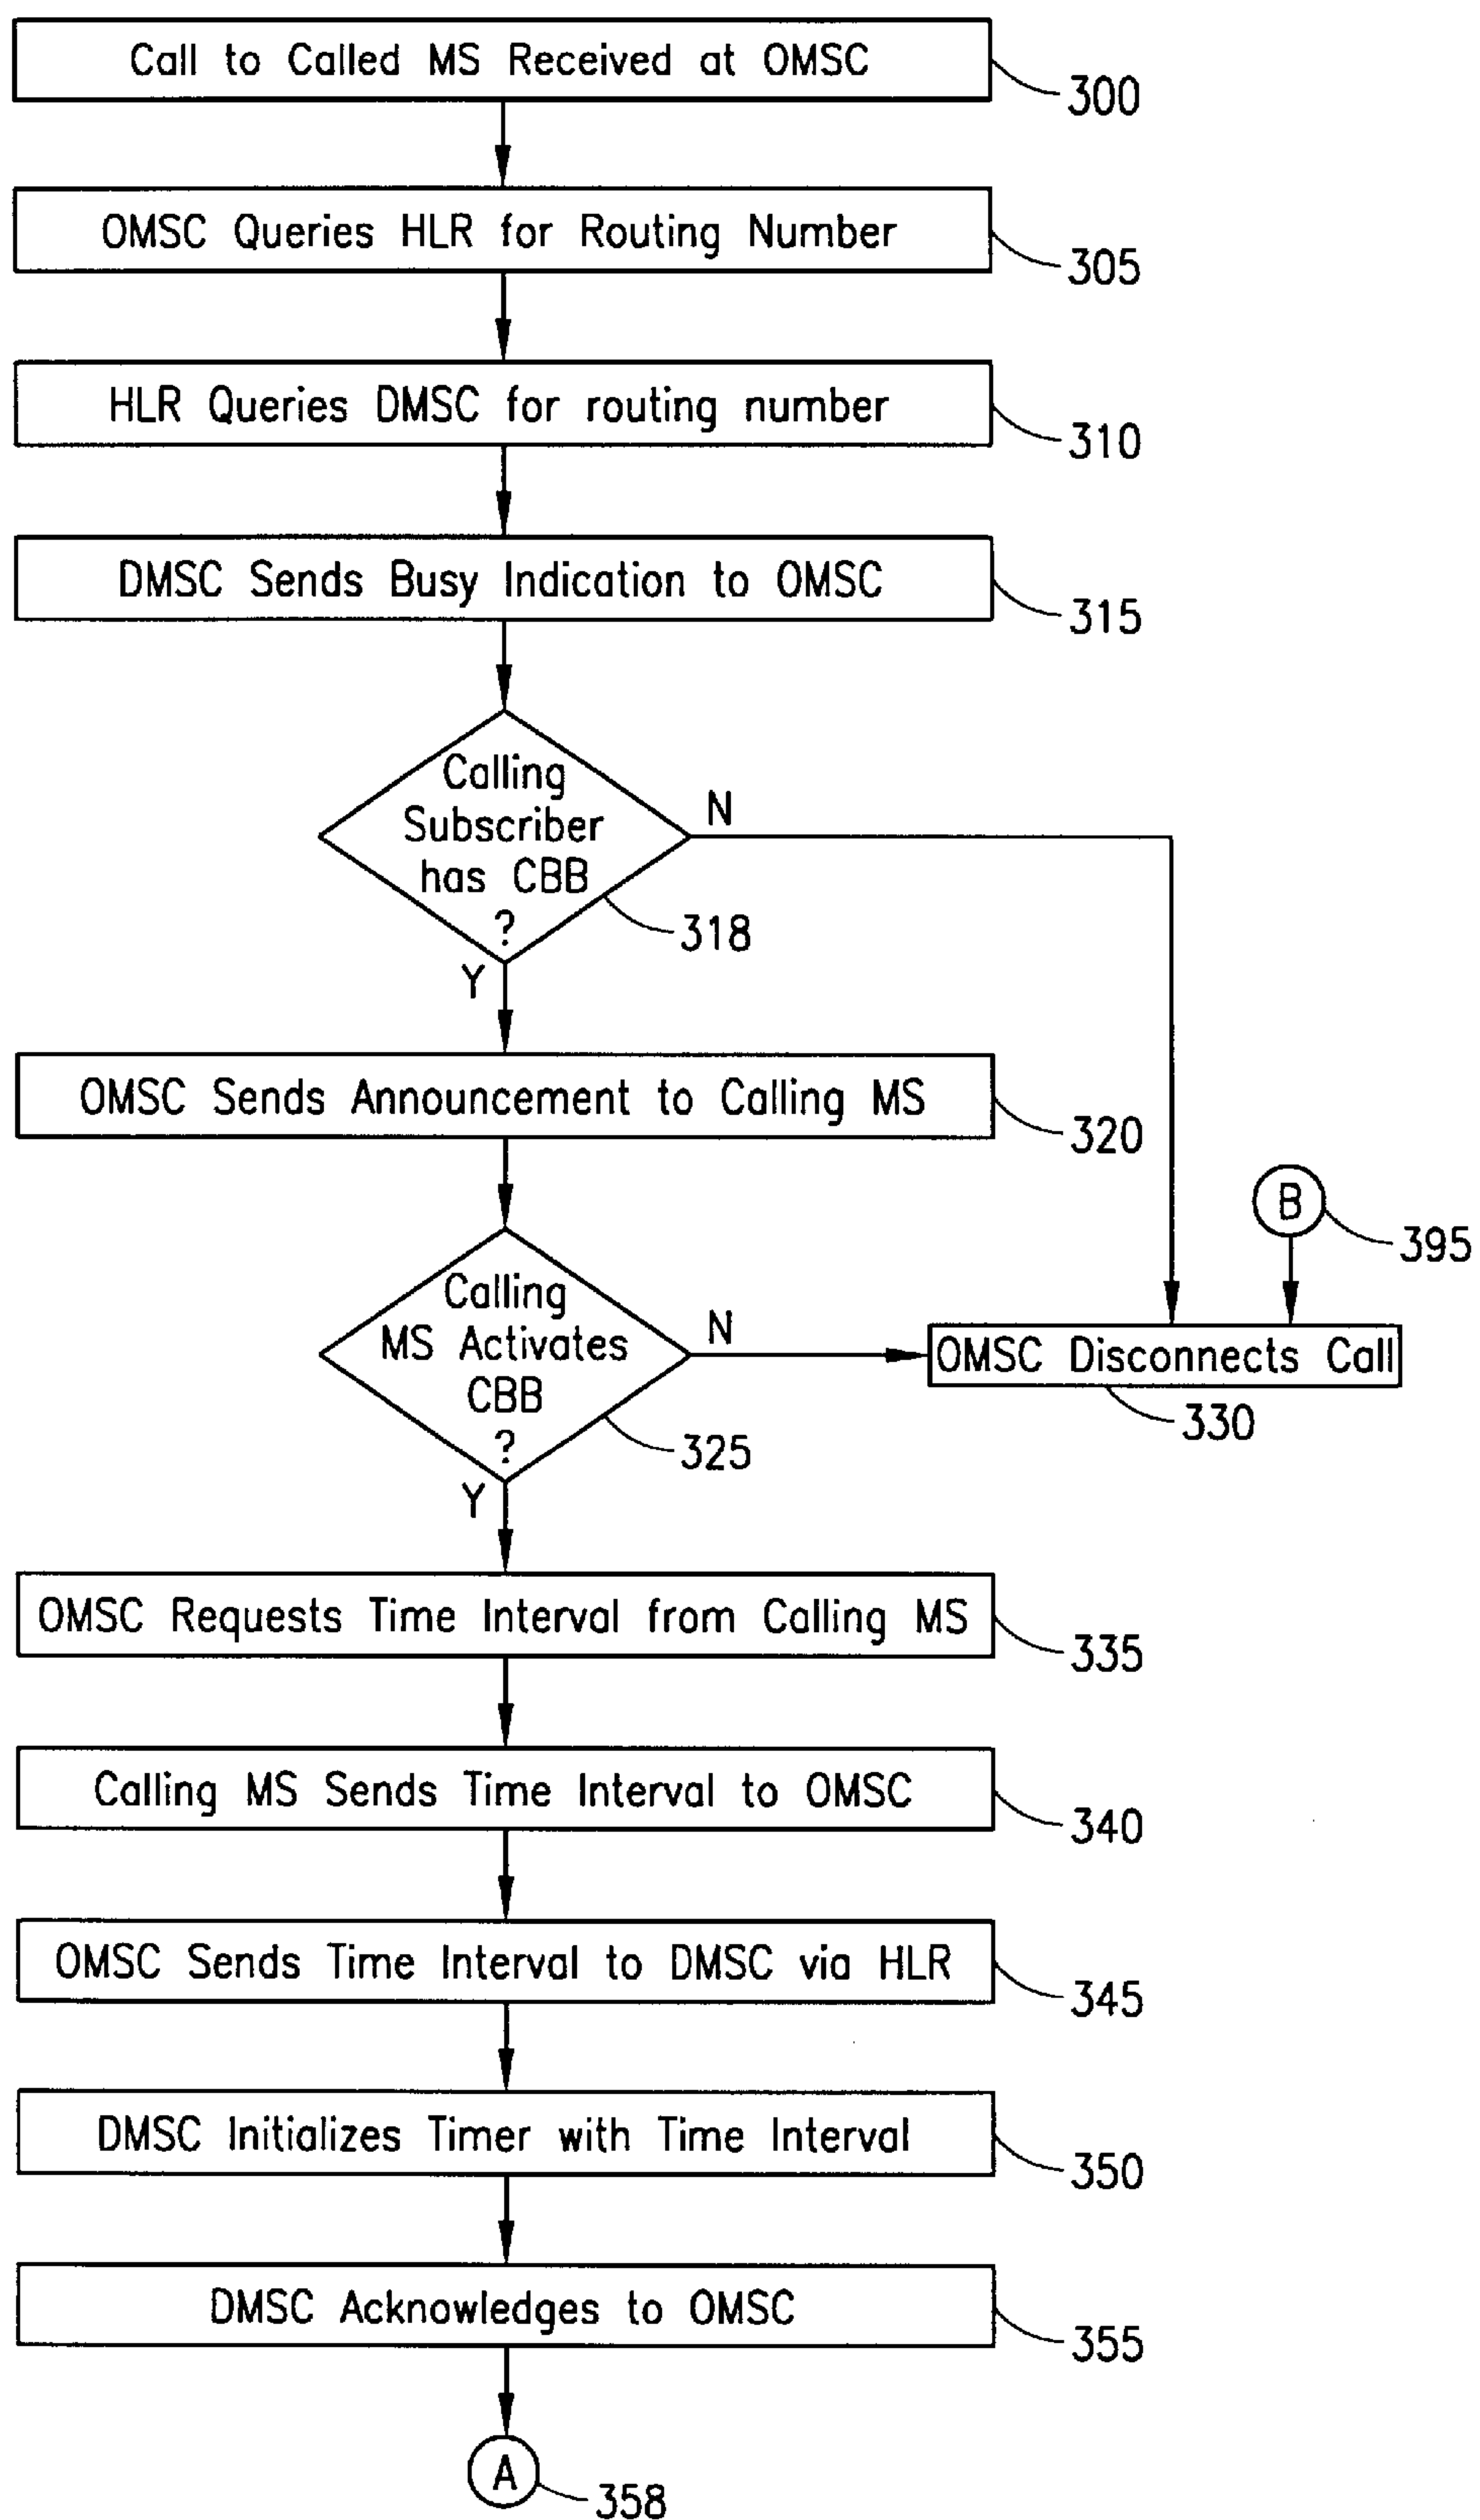 Call to Called MS Received at OMSC
300
OMSC Queries HLR for Routing Number
305
HLR Queries DMSC for routing number
310
DMSC Sends Busy Indication to OMSC
315
Calling
Subscriber
has CBB
?
N
318
Y
OMSC Sends Announcement to Calling MS
320
B
395
Calling
MS Activates
CBB
?
N
325
Y
OMSC Disconnects Call
330
OMSC Requests Time Interval from Calling MS
335
Calling MS Sends Time Interval to OMSC
340
OMSC Sends Time Interval to DMSC via HLR
345
DMSC Initializes Timer with Time Interval
350
DMSC Acknowledges to OMSC
355
A
358